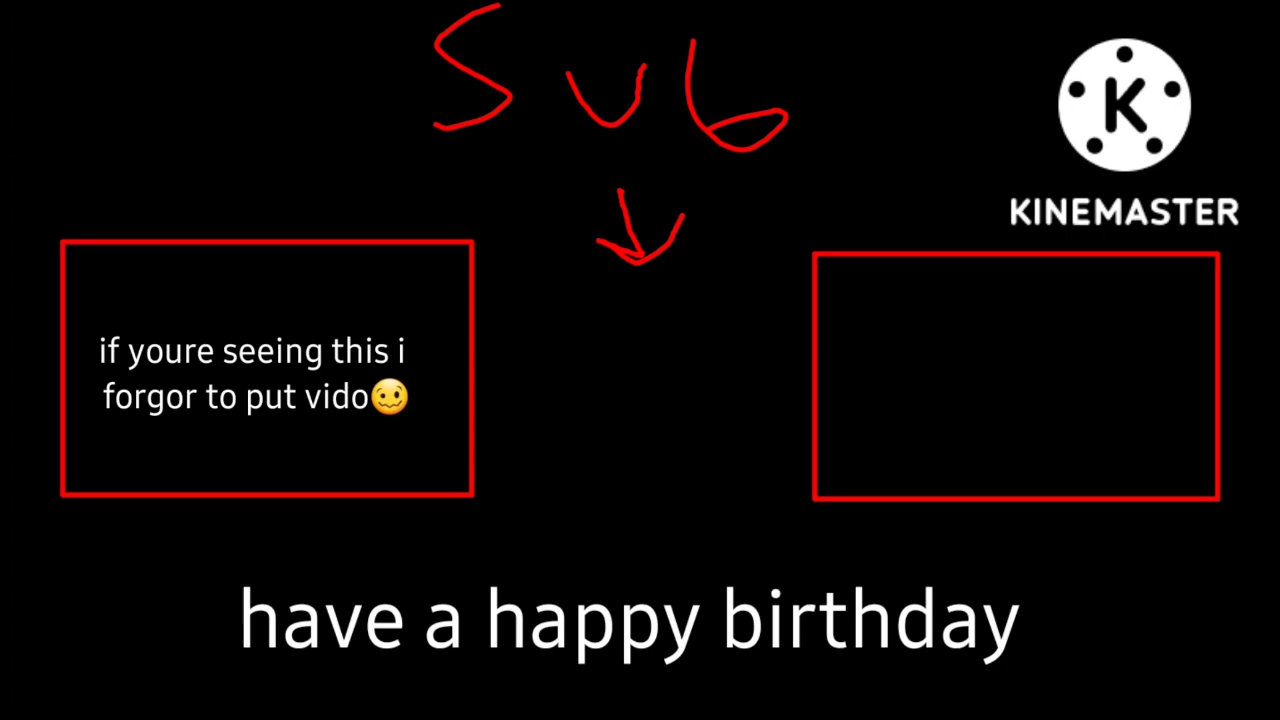 Sub
KINEMASTER
if youre seeing this i
forgor to put vido🥴
have a happy birthday